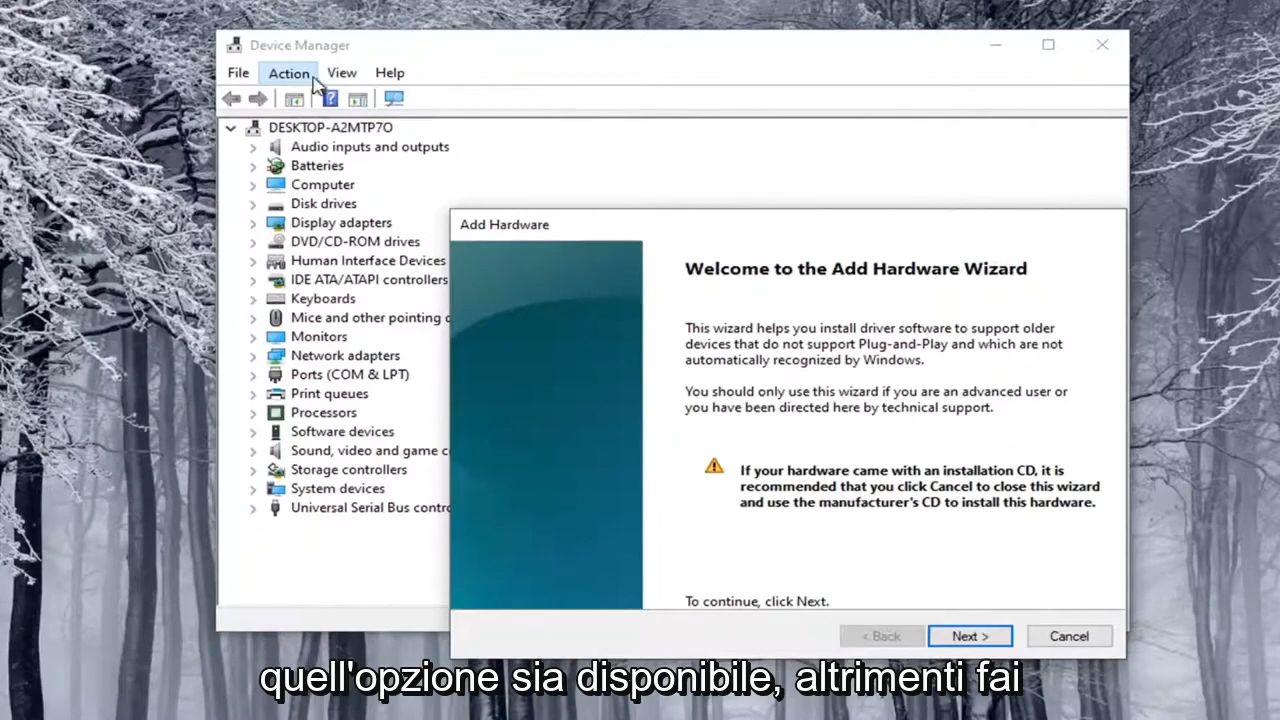 Device Manager
File Action View Help
DESKTOP-A2MTP7O
Audio inputs and outputs
Batteries
Computer
Disk drives
Display adapters
DVD/CD-ROM drives
Human Interface Devices
IDE ATA/ATAPI controllers
Keyboards
Mice and other pointing
Monitors
Network adapters
Ports (COM & LPT)
Print queues
Processors
Software devices
Sound, video and game
Storage controllers
System devices
Universal Serial Bus
Add Hardware
Welcome to the Add Hardware Wizard
This wizard helps you install driver software to support older
devices that do not support Plug-and-Play and which are not
automatically recognized by Windows.
You should only use this wizard if you are an advanced user or
you have been directed here by technical support.
If your hardware came with an installation CD, it is
recommended that you click Cancel to close this wizard
and use the manufacturer's CD to install this hardware.
To continue, click Next.
< Back Next > Cancel
quell'opzione sia disponibile, altrimenti fai